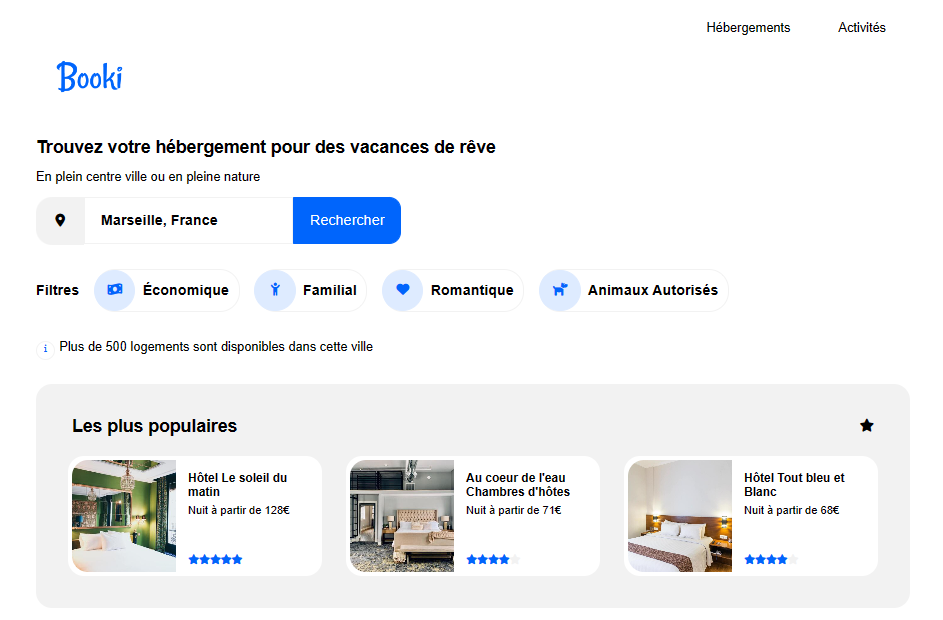 Hébergements
Activités
Booki
Trouvez votre hébergement pour des vacances de rêve
En plein centre ville ou en pleine nature
Marseille, France
Rechercher
Filtres
Économique
Familial
Romantique
Animaux Autorisés
i
Plus de 500 logements sont disponibles dans cette ville
Les plus populaires
Hôtel Le soleil du
matin
Nuit à partir de 128€
Au coeur de l'eau
Chambres d'hôtes
Nuit à partir de 71€
Hôtel Tout bleu et
Blanc
Nuit à partir de 68€